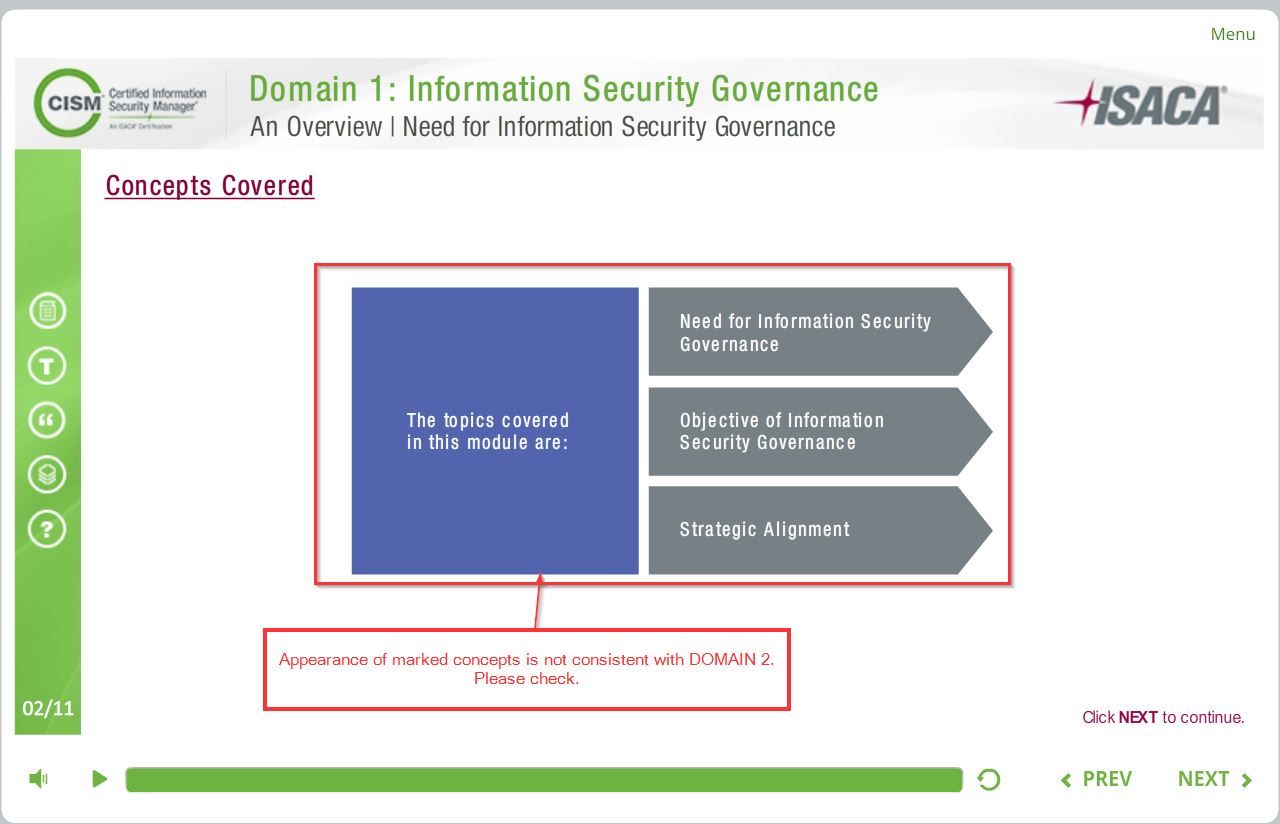 Menu
CISM
Certified Information
Security Manager®
An ISACA® Certification
Domain 1: Information Security Governance
An Overview | Need for Information Security Governance
ISACA®
Concepts Covered
The topics covered
in this module are:
Need for Information Security
Governance
Objective of Information
Security Governance
Strategic Alignment
T
“
?
Appearance of marked concepts is not consistent with DOMAIN 2.
Please check.
02/11
Click NEXT to continue.
PREV
NEXT